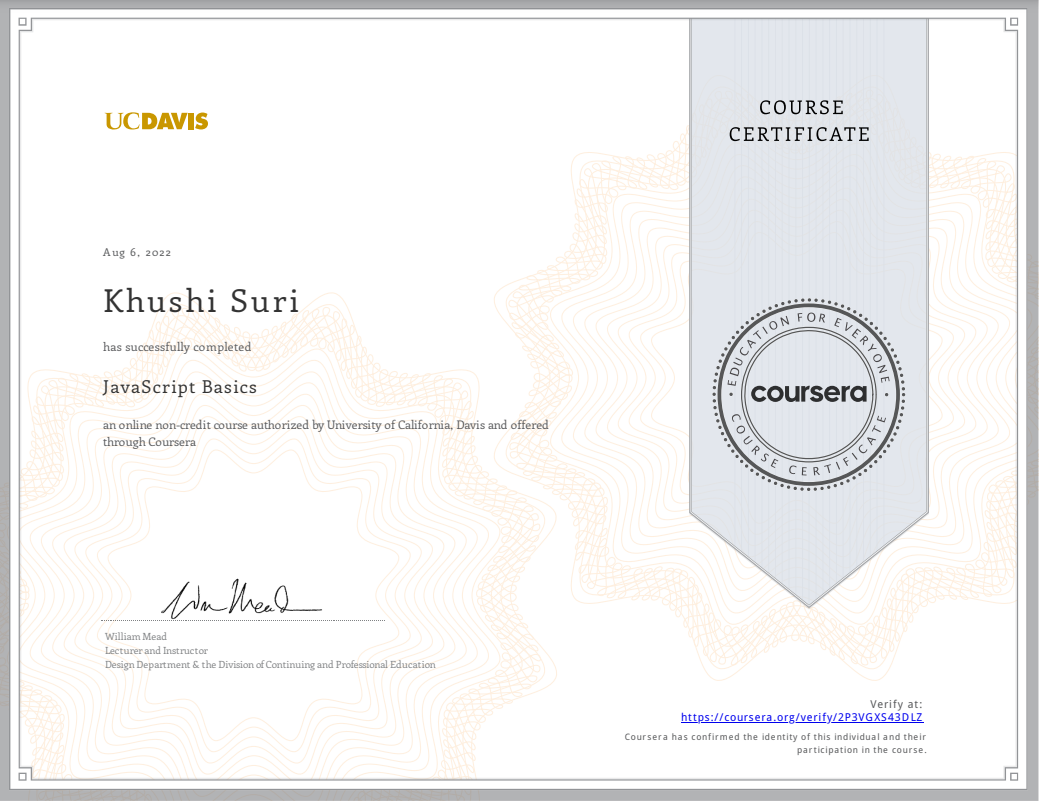 UCDAVIS
COURSE
CERTIFICATE
Aug 6, 2022
Khushi Suri
has successfully completed
JavaScript Basics
an online non-credit course authorized by University of California, Davis and offered
through Coursera
EDUCATION FOR EVERYONE
coursera
COURSE CERTIFICATE
William Mead
William Mead
Lecturer and Instructor
Design Department & the Division of Continuing and Professional Education
Verify at:
https://coursera.org/verify/2P3VGXS43DLZ
Coursera has confirmed the identity of this individual and their
participation in the course.